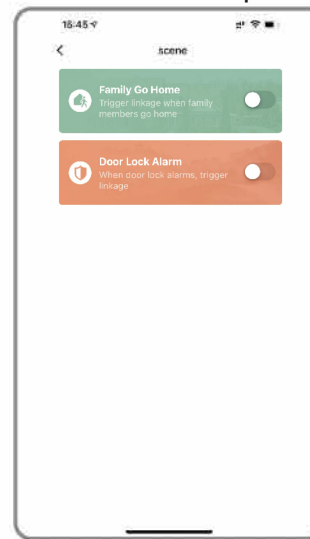 15:45
scene
Family Go Home
Trigger linkage when family
members go home
Door Lock Alarm
When door lock alarms, trigger
linkage